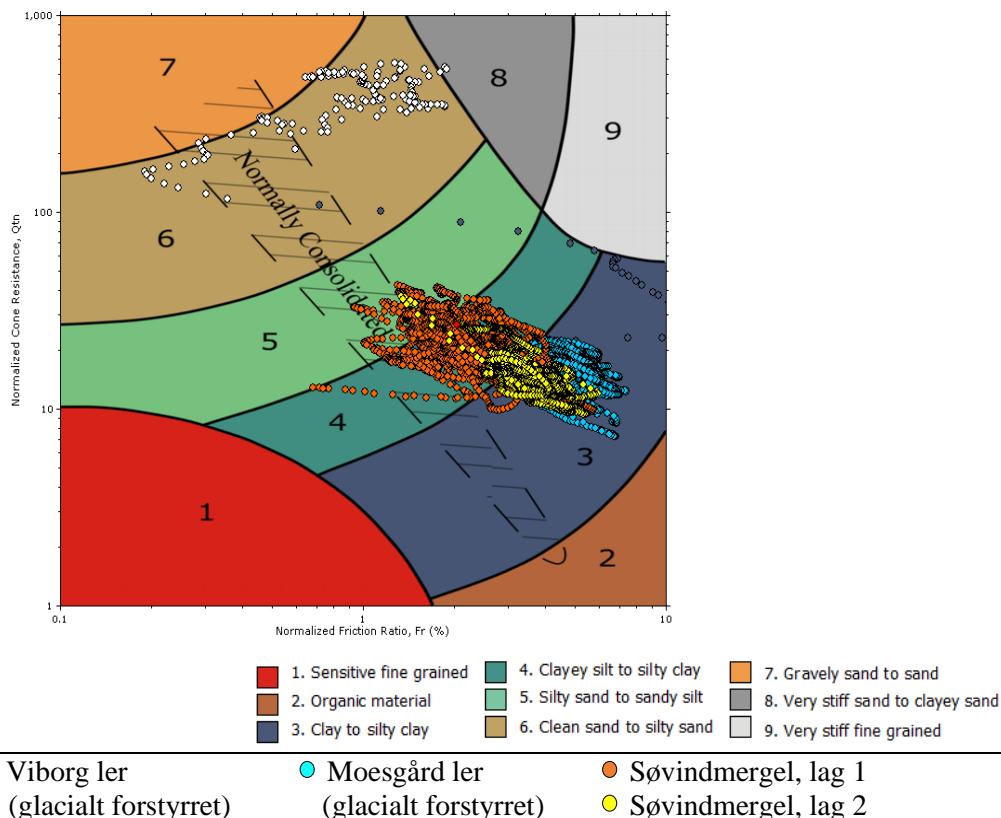 1,000
100
10
1
0.1
1
10
Normalized Cone Resistance, Qtn
Normalized Friction Ratio, Fr (%)
7
8
9
6
5
4
3
1
2
Normally Consolidated
1. Sensitive fine grained
2. Organic material
3. Clay to silty clay
4. Clayey silt to silty clay
5. Silty sand to sandy silt
6. Clean sand to silty sand
7. Gravely sand to sand
8. Very stiff sand to clayey sand
9. Very stiff fine grained
Viborg ler
(glacialt forstyrret)
Moesgård ler
(glacialt forstyrret)
Søvindmergel, lag 1
Søvindmergel, lag 2